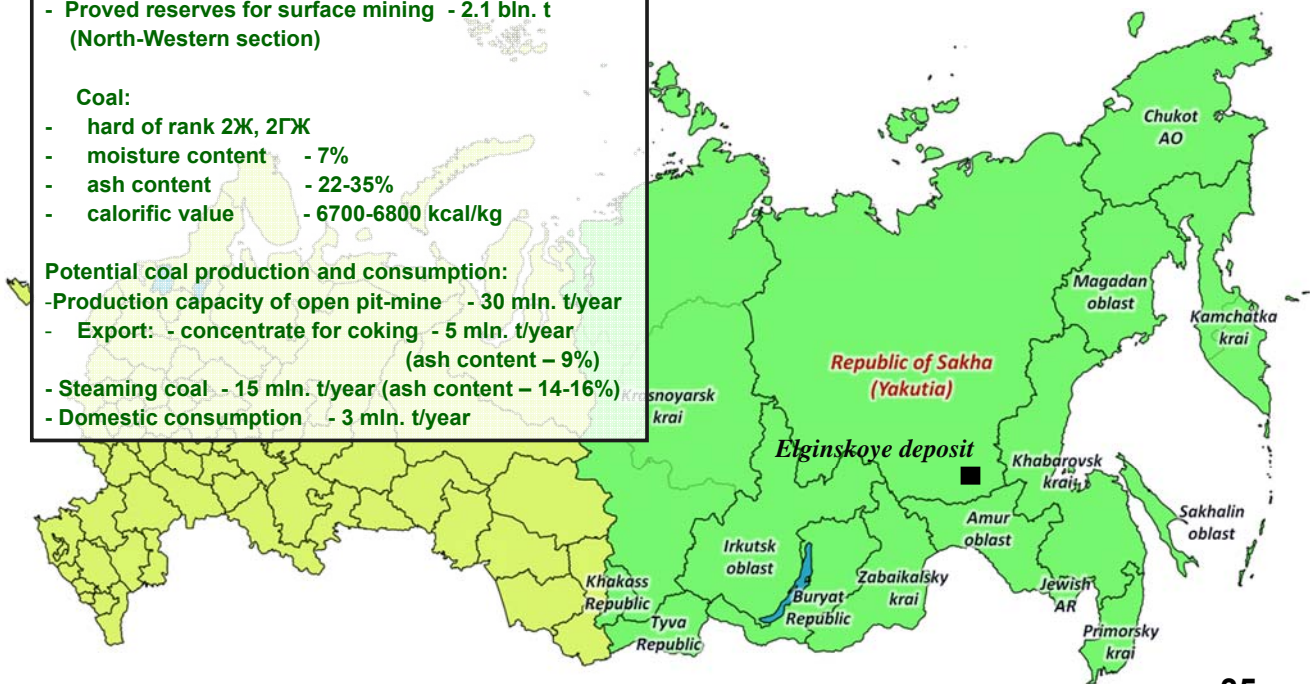 - Proved reserves for surface mining - 2.1 bln. t
(North-Western section)
Coal:
- hard of rank 2Ж, 2ГЖ
- moisture content - 7%
- ash content - 22-35%
- calorific value - 6700-6800 kcal/kg
Potential coal production and consumption:
-Production capacity of open pit-mine - 30 mln. t/year
- Export: - concentrate for coking - 5 mln. t/year
(ash content – 9%)
- Steaming coal - 15 mln. t/year (ash content – 14-16%)
- Domestic consumption - 3 mln. t/year
Chukot
AO
Magadan
oblast
Kamchatka
krai
Republic of Sakha
(Yakutia)
Krasnoyarsk
krai
Elginskoye deposit
Khabarovsk
krai
Sakhalin
oblast
Amur
oblast
Irkutsk
oblast
Khakass
Republic
Tyva
Republic
Buryat
Republic
Zabaikalsky
krai
Jewish
AR
Primorsky
krai